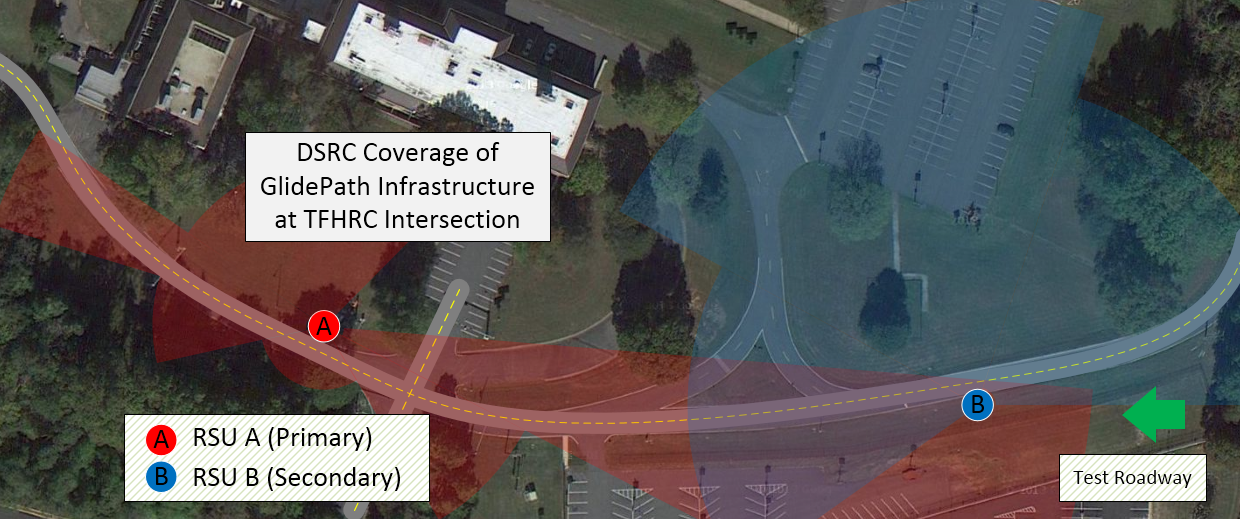 DSRC Coverage of
GlidePath Infrastructure
at TFHRC Intersection
A
B
A RSU A (Primary)
B RSU B (Secondary)
Test Roadway